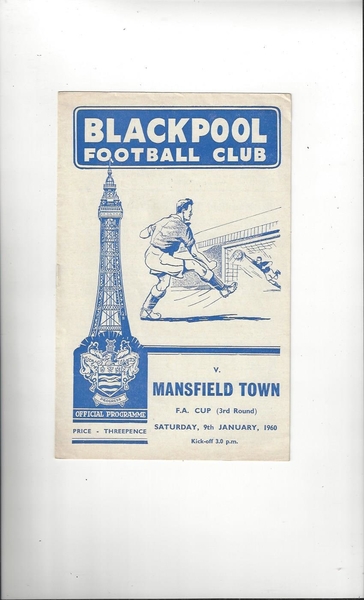 BLACKPOOL
FOOTBALL CLUB
V.
MANSFIELD TOWN
F.A. CUP (3rd Round)
SATURDAY, 9th JANUARY, 1960
Kick-off 3.0 p.m.
OFFICIAL PROGRAMME
PRICE - THREEPENCE